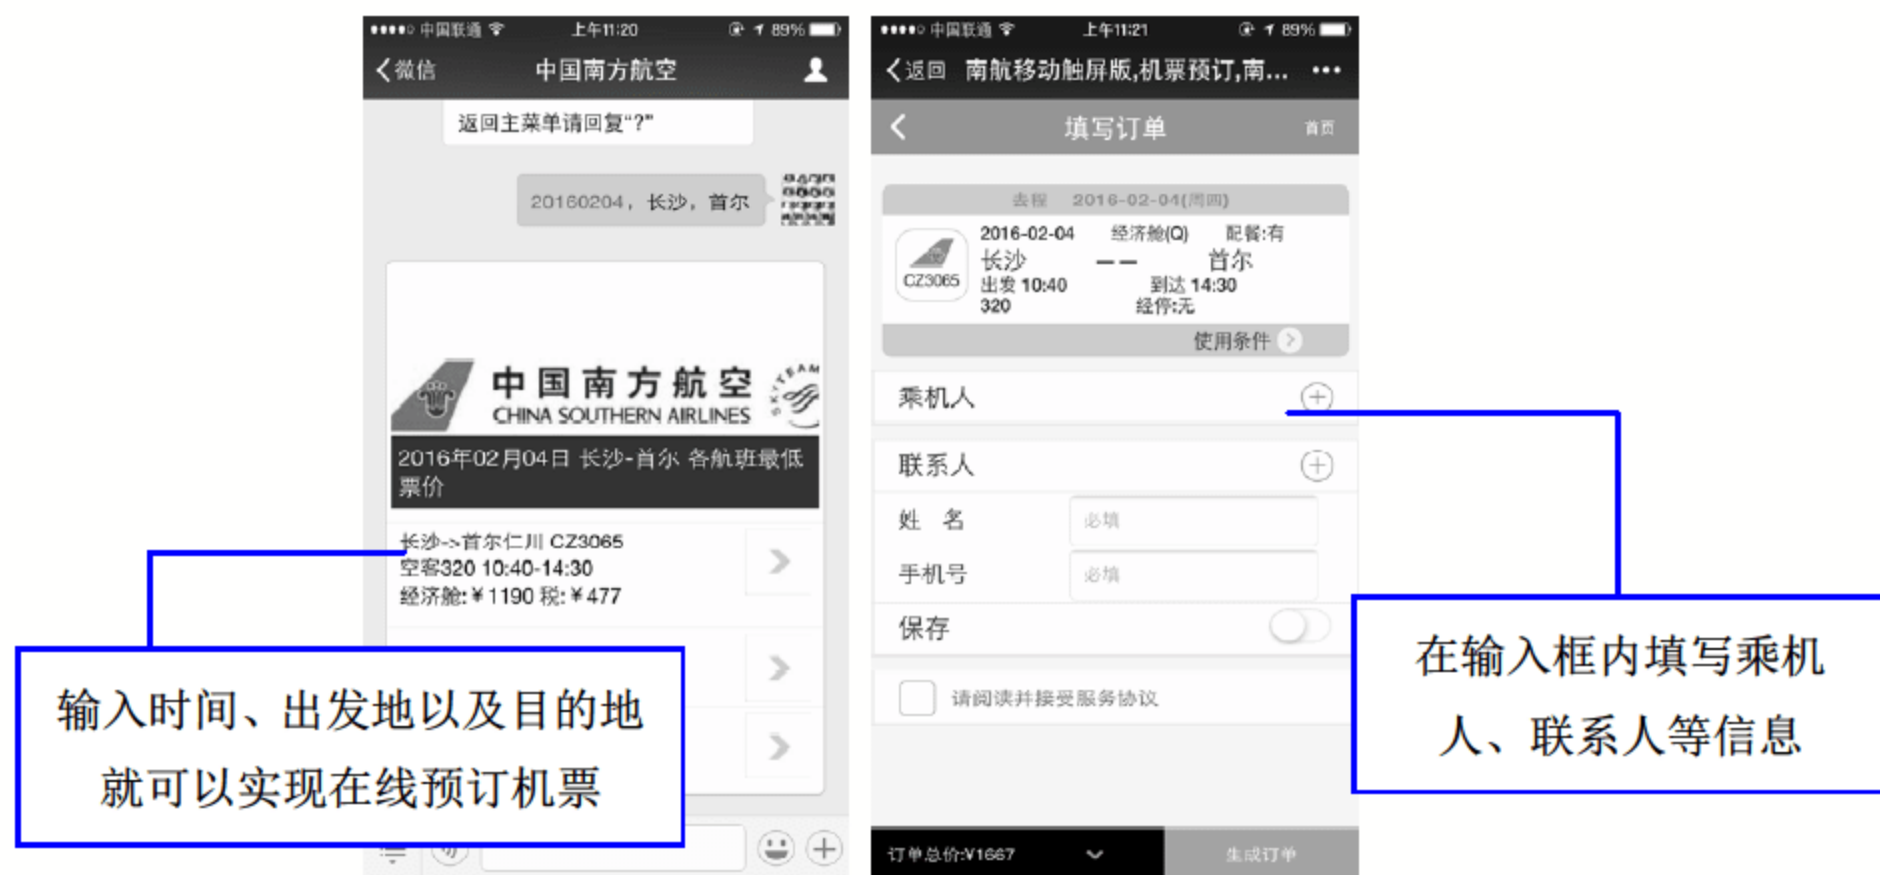 中国联通
上午11:20
89%
微信
中国南方航空
返回主菜单请回复“?”
20160204，长沙，首尔
中国南方航空
CHINA SOUTHERN AIRLINES
SKYTEAM
2016年02月04日 长沙-首尔 各航班最低
票价
长沙->首尔仁川 CZ3065
空客320 10:40-14:30
经济舱:￥1190 税:￥477
输入时间、出发地以及目的地
就可以实现在线预订机票
中国联通
上午11:21
89%
返回
南航移动触屏版,机票预订,南...
填写订单
首页
去程 2016-02-04(周四)
2016-02-04 经济舱(Q) 配餐:有
长沙 —— 首尔
CZ3065
出发 10:40 到达 14:30
320 经停:无
使用条件
乘机人
联系人
姓 名 必填
手机号 必填
保存
请阅读并接受服务协议
订单总价:¥1667
生成订单
在输入框内填写乘机
人、联系人等信息